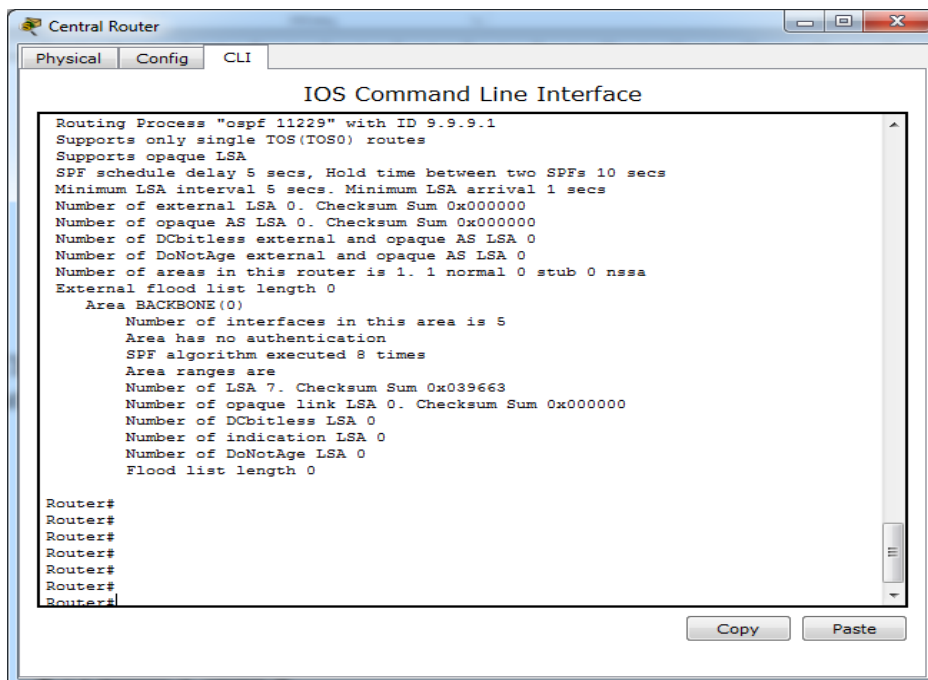 Central Router
Physical Config CLI
IOS Command Line Interface
Routing Process "ospf 11229" with ID 9.9.9.1
Supports only single TOS(TOS0) routes
Supports opaque LSA
SPF schedule delay 5 secs, Hold time between two SPFs 10 secs
Minimum LSA interval 5 secs. Minimum LSA arrival 1 secs
Number of external LSA 0. Checksum Sum 0x000000
Number of opaque AS LSA 0. Checksum Sum 0x000000
Number of DCbitless external and opaque AS LSA 0
Number of DoNotAge external and opaque AS LSA 0
Number of areas in this router is 1. 1 normal 0 stub 0 nssa
External flood list length 0
Area BACKBONE(0)
Number of interfaces in this area is 5
Area has no authentication
SPF algorithm executed 8 times
Area ranges are
Number of LSA 7. Checksum Sum 0x039663
Number of opaque link LSA 0. Checksum Sum 0x000000
Number of DCbitless LSA 0
Number of indication LSA 0
Number of DoNotAge LSA 0
Flood list length 0
Router#
Router#
Router#
Router#
Router#
Router#
Router#
Copy Paste